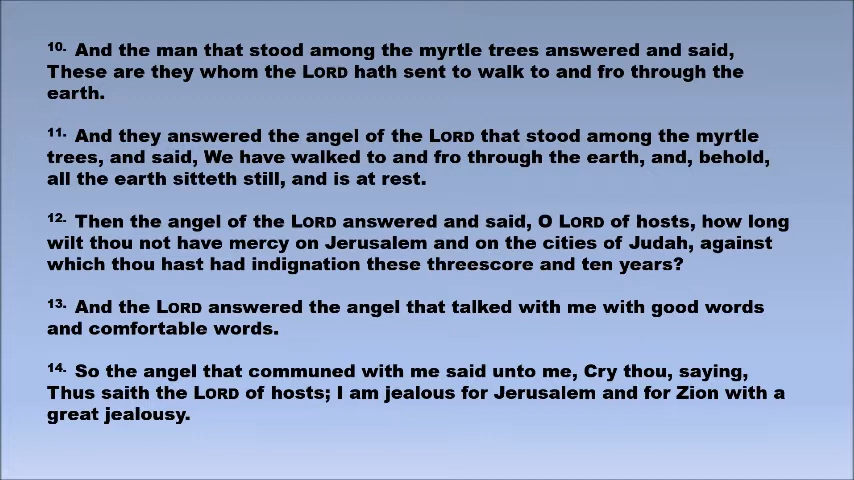 10. And the man that stood among the myrtle trees answered and said,
These are they whom the LORD hath sent to walk to and fro through the
earth.
11. And they answered the angel of the LORD that stood among the myrtle
trees, and said, We have walked to and fro through the earth, and, behold,
all the earth sitteth still, and is at rest.
12. Then the angel of the LORD answered and said, O LORD of hosts, how long
wilt thou not have mercy on Jerusalem and on the cities of Judah, against
which thou hast had indignation these threescore and ten years?
13. And the LORD answered the angel that talked with me with good words
and comfortable words.
14. So the angel that communed with me said unto me, Cry thou, saying,
Thus saith the LORD of hosts; I am jealous for Jerusalem and for Zion with a
great jealousy.